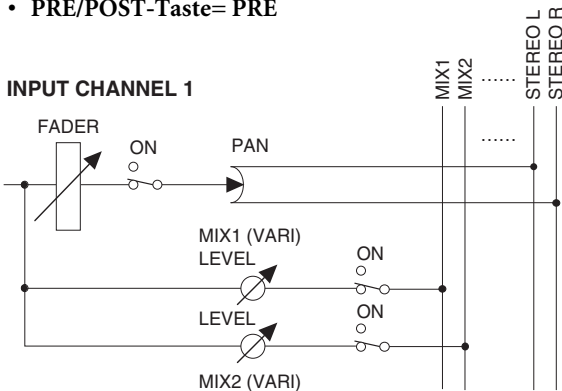 • PRE/POST-Taste= PRE
MIX1
MIX2
......
STEREO L
STEREO R
INPUT CHANNEL 1
FADER
ON
PAN
......
MIX1 (VARI)
LEVEL
ON
LEVEL
ON
MIX2 (VARI)